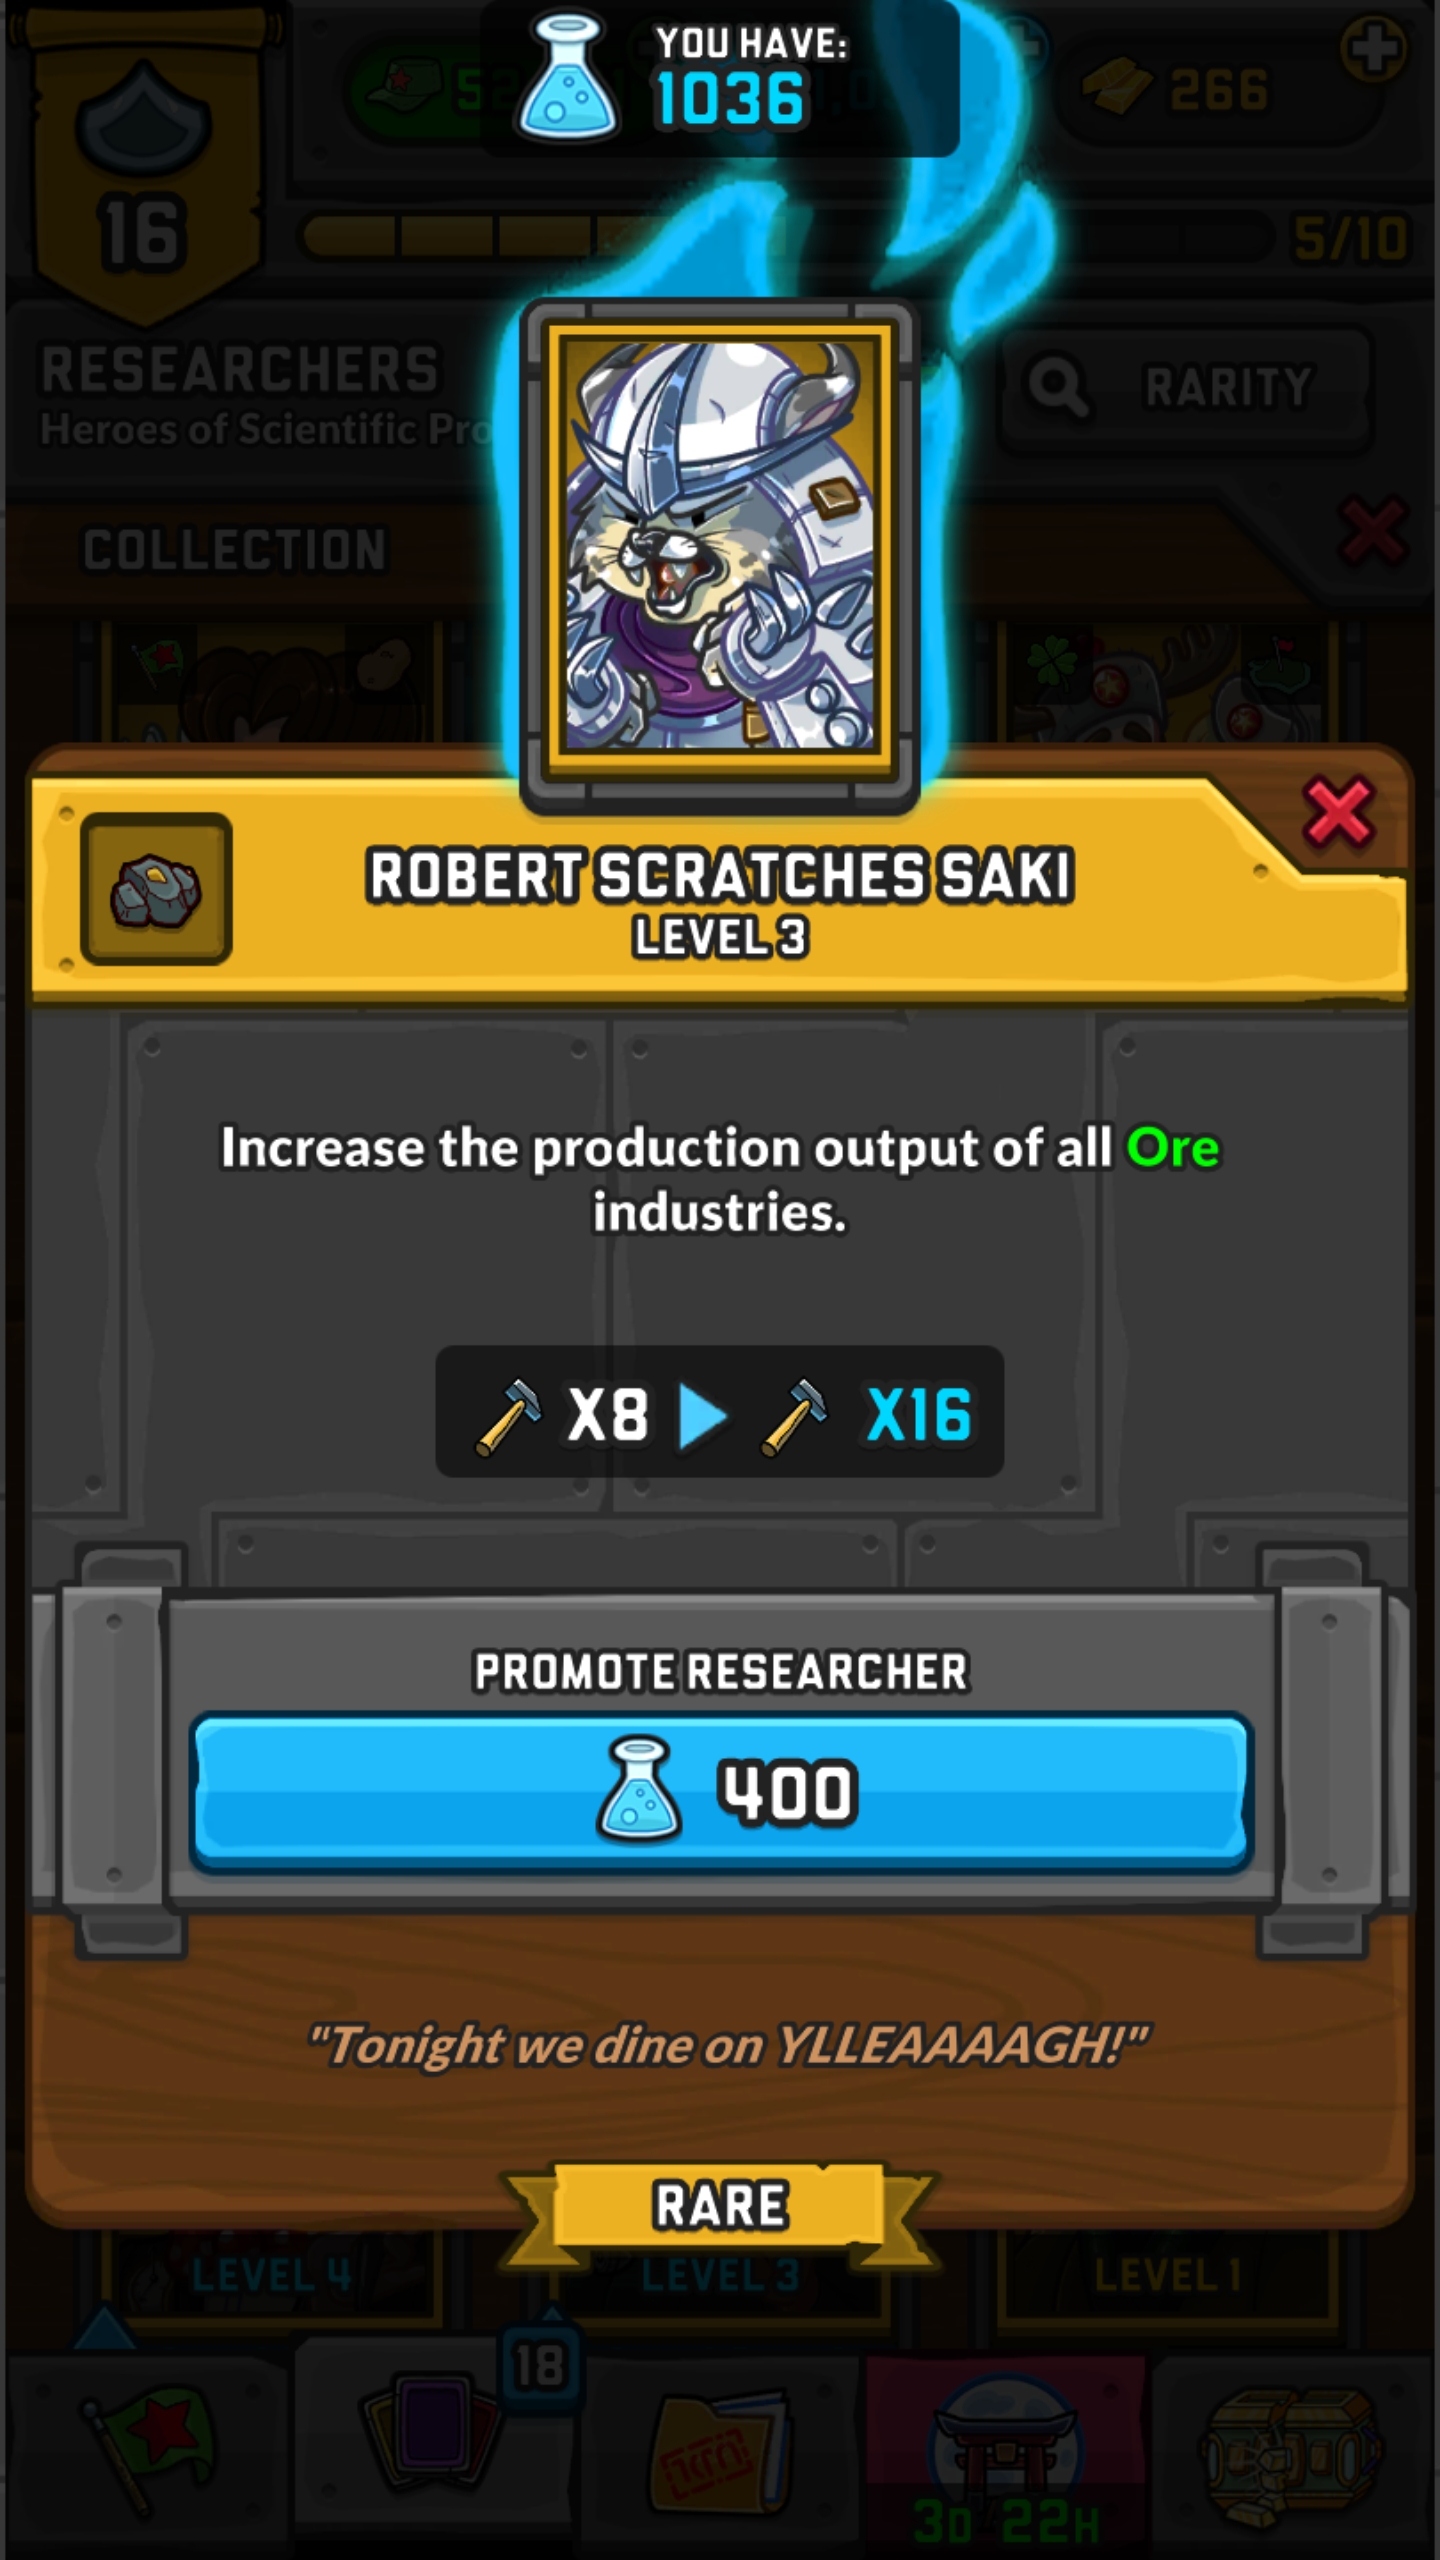 YOU HAVE:
1036
266
16
5/10
RESEARCHERS
Heroes of Scientific Pro
RARITY
COLLECTION
ROBERT SCRATCHES SAKI
LEVEL 3
Increase the production output of all Ore
industries.
X8 X16
PROMOTE RESEARCHER
400
"Tonight we dine on YLLEAAAAGH!"
RARE
LEVEL 4 LEVEL 3 LEVEL 1
18
3D 22H